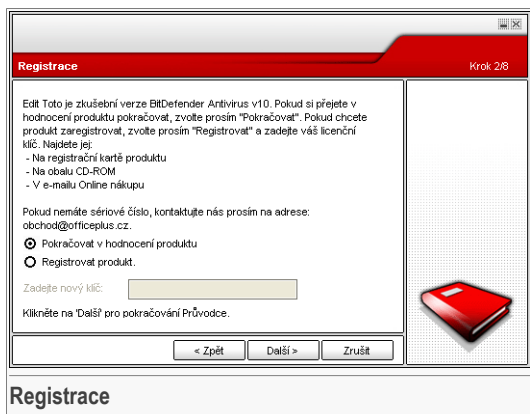 Registrace
Krok 2/8
Edit Toto je zkušební verze BitDefender Antivirus v10. Pokud si přejete v
hodnocení produktu pokračovat, zvolte prosím "Pokračovat". Pokud chcete
produkt zaregistrovat, zvolte prosím "Registrovat" a zadejte váš licenční
klíč. Najdete jej:
- Na registrační kartě produktu
- Na obalu CD-ROM
- V e-mailu Online nákupu
Pokud nemáte sériové číslo, kontaktujte nás prosím na adrese:
obchod@officeplus.cz.
Pokračovat v hodnocení produktu
Registrovat produkt.
Zadejte nový klíč:
Klikněte na 'Další' pro pokračování Průvodce.
< Zpět
Další >
Zrušit
Registrace